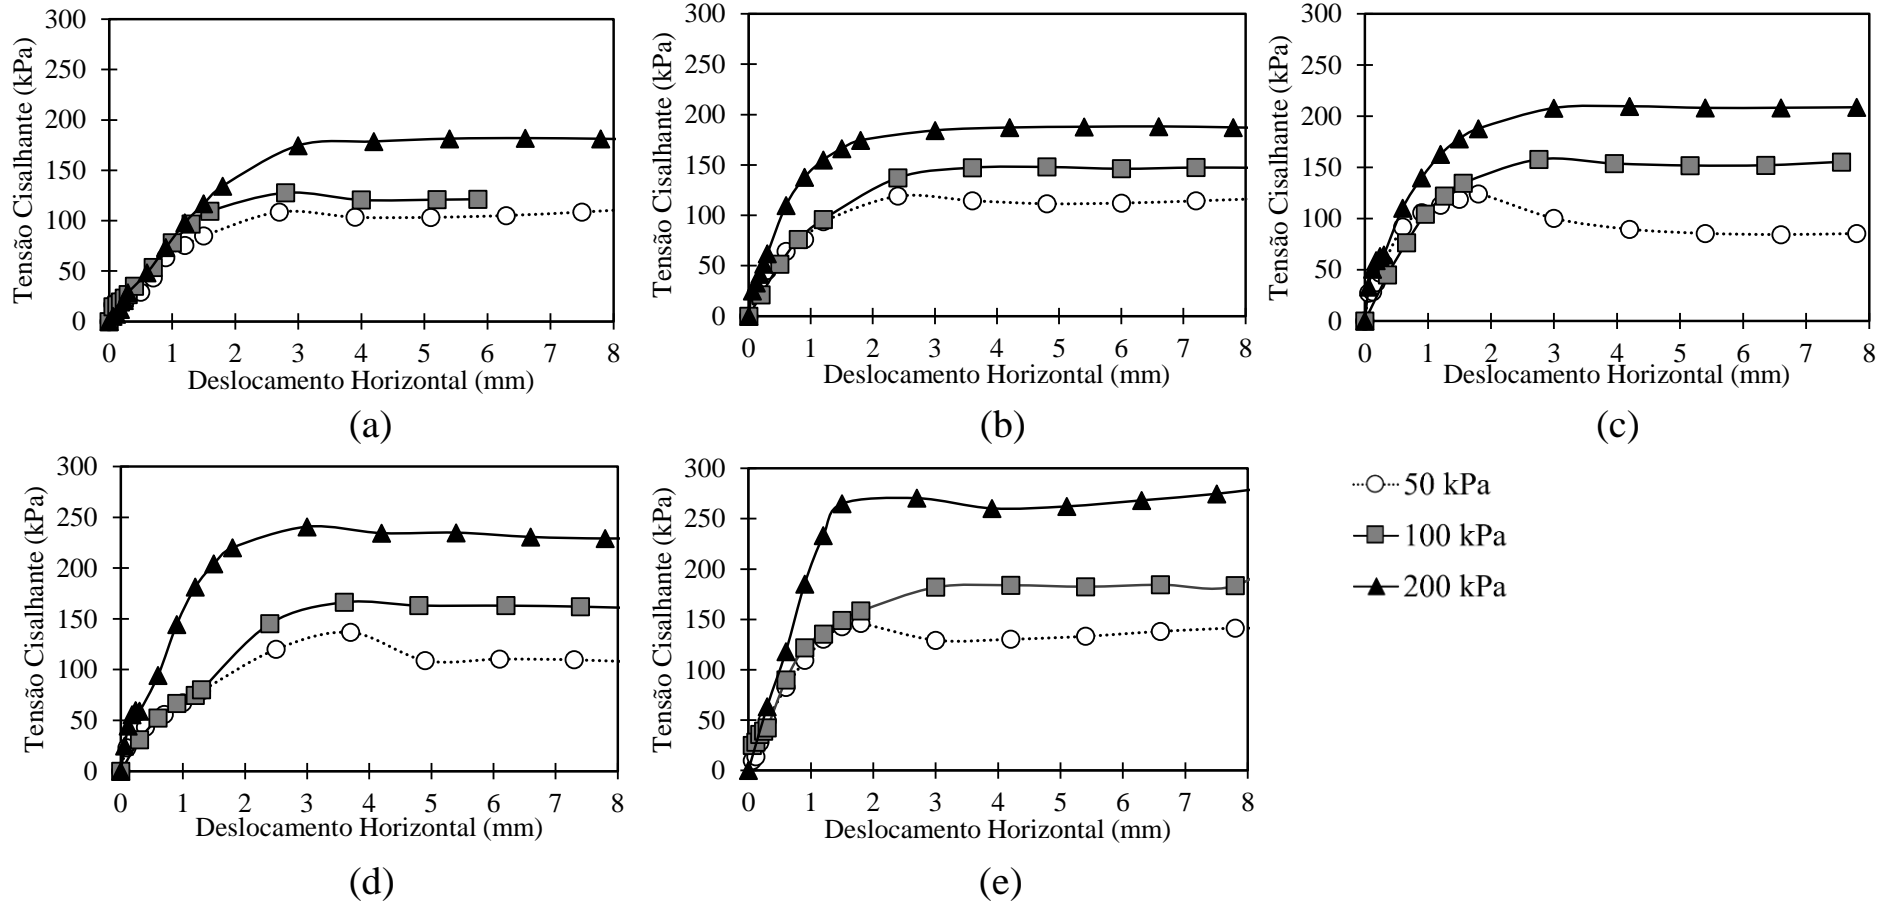 300
250
200
150
100
50
0
Tensão Cisalhante (kPa)
0 1 2 3 4 5 6 7 8
Deslocamento Horizontal (mm)
(a)
300
250
200
150
100
50
0
Tensão Cisalhante (kPa)
0 1 2 3 4 5 6 7 8
Deslocamento Horizontal (mm)
(b)
300
250
200
150
100
50
0
Tensão Cisalhante (kPa)
0 1 2 3 4 5 6 7 8
Deslocamento Horizontal (mm)
(c)
300
250
200
150
100
50
0
Tensão Cisalhante (kPa)
0 1 2 3 4 5 6 7 8
Deslocamento Horizontal (mm)
(d)
300
250
200
150
100
50
0
Tensão Cisalhante (kPa)
0 1 2 3 4 5 6 7 8
Deslocamento Horizontal (mm)
(e)
50 kPa
100 kPa
200 kPa